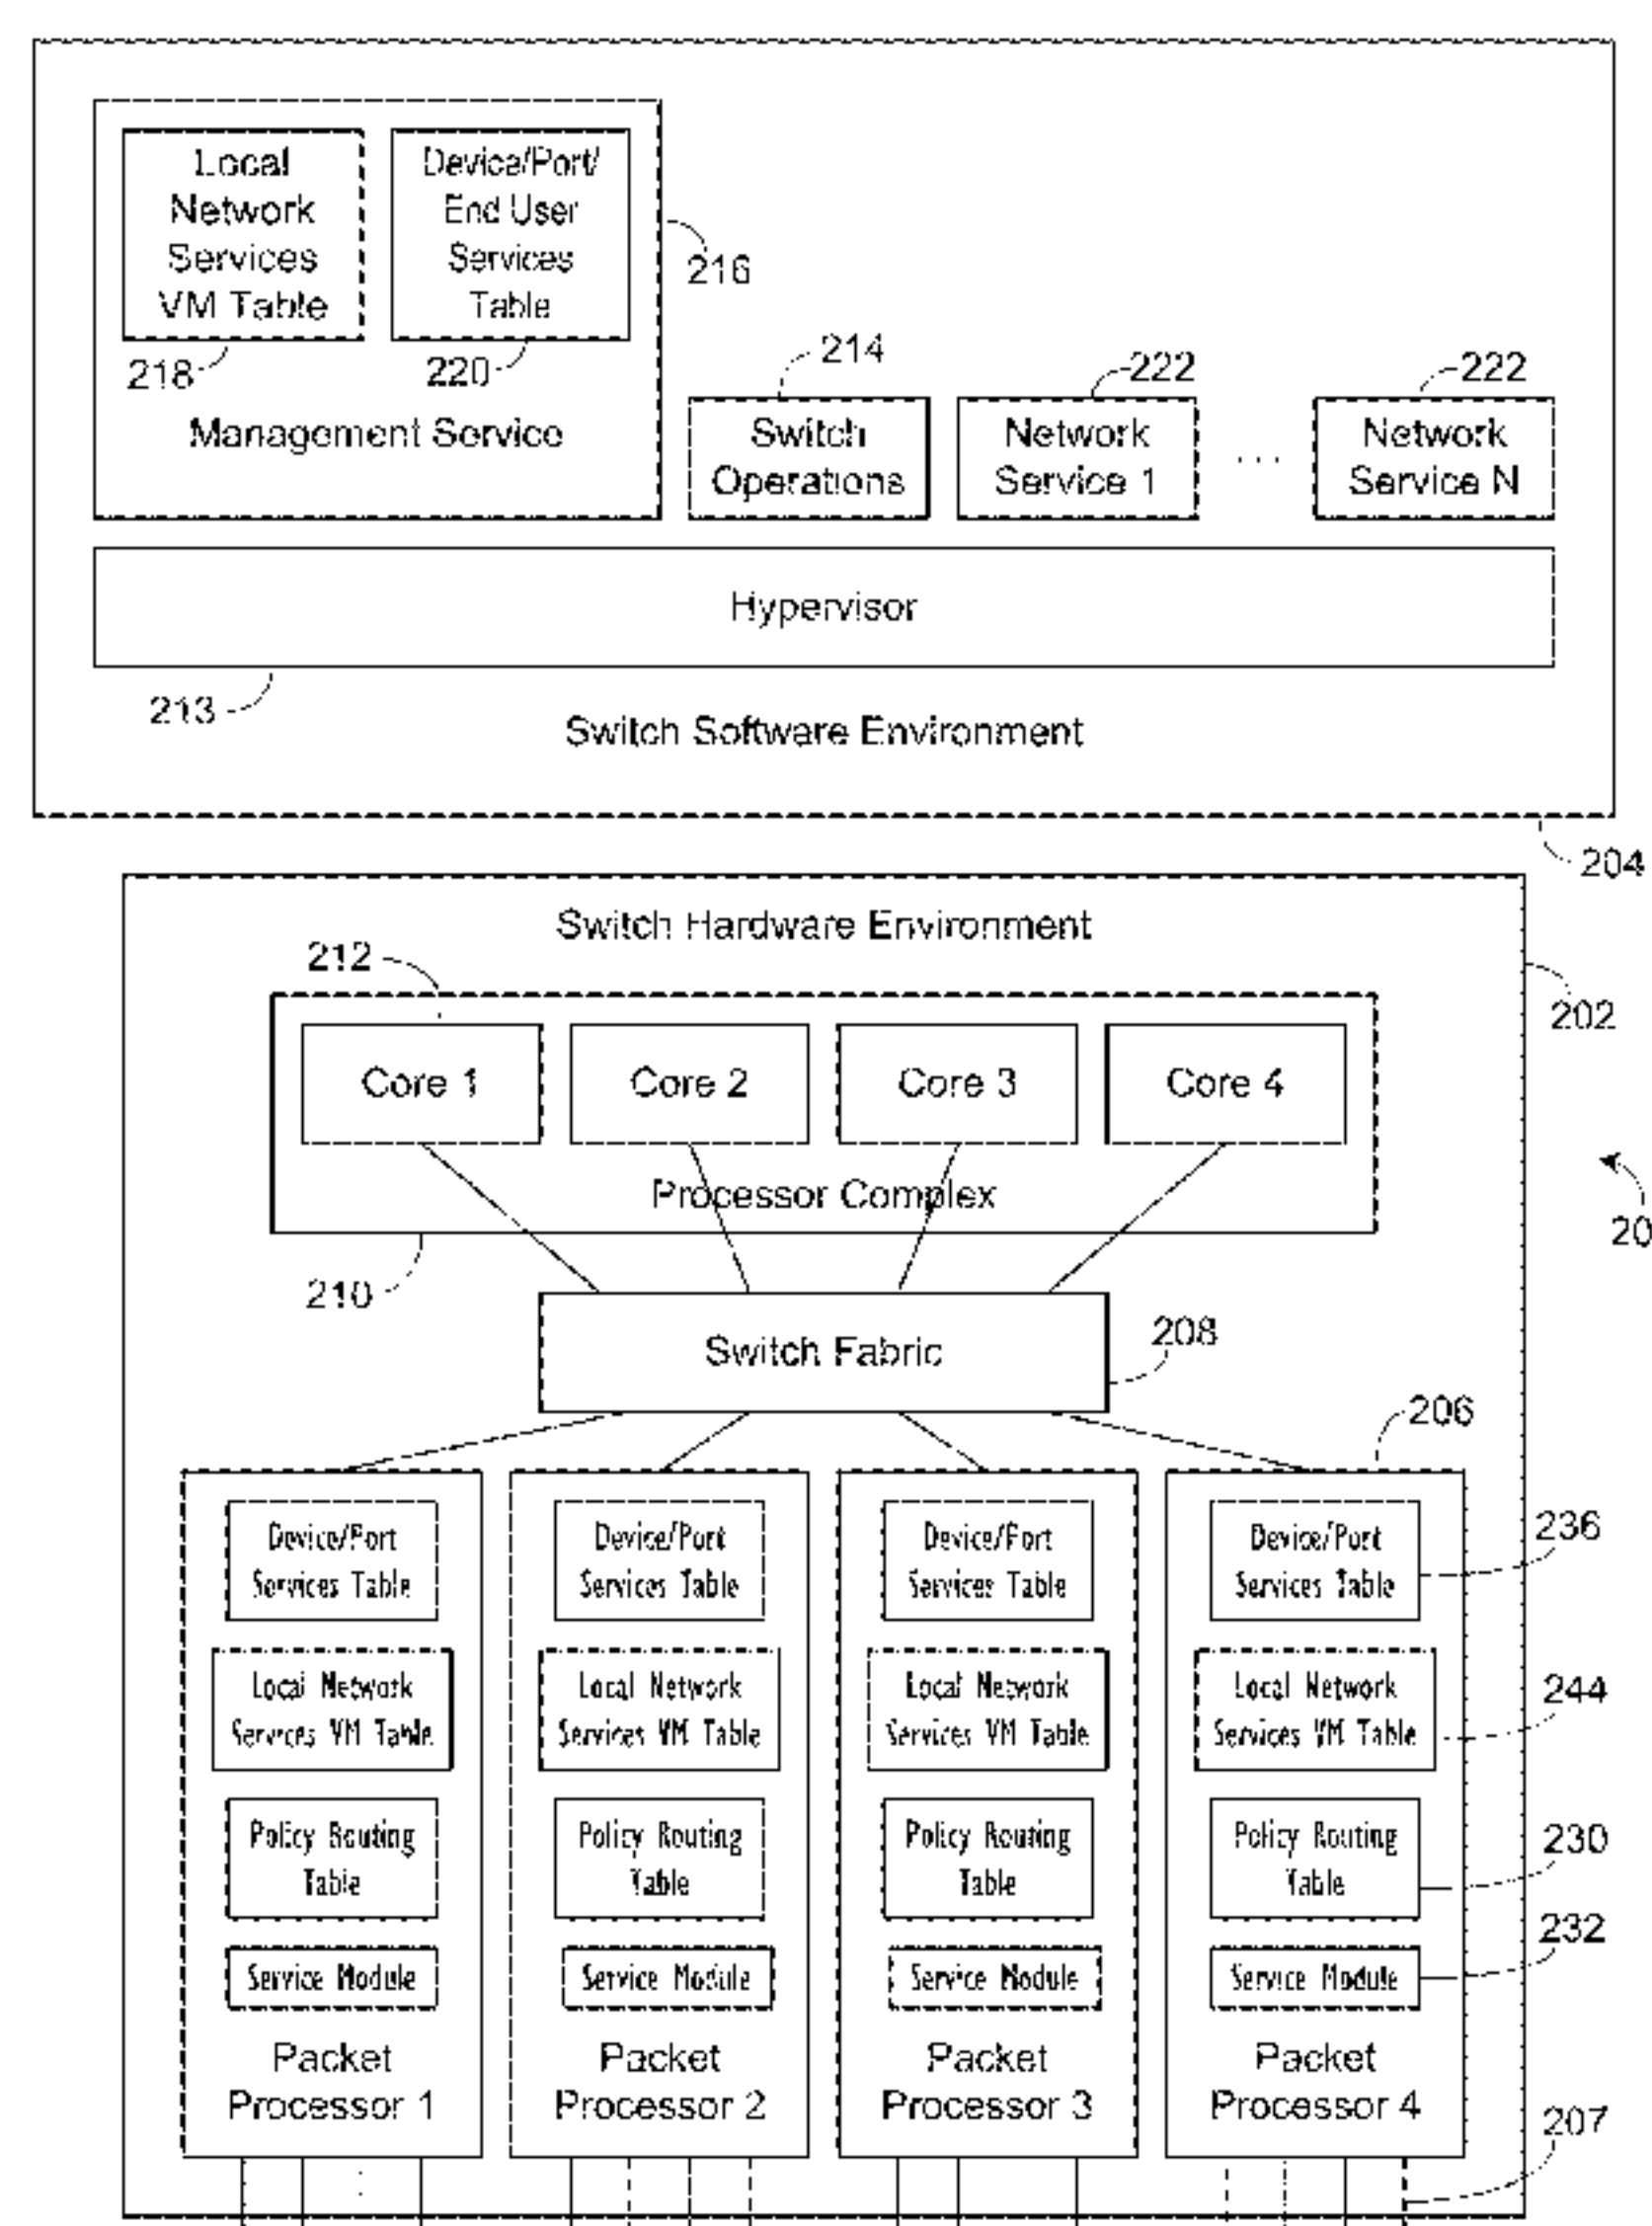 Local
Network
Services
VM Table
218
Device/Port/
End User
Services
Table
220
216
Management Service
214
Switch
Operations
222
Network
Service 1
. . .
222
Network
Service N
Hypervisor
213
Switch Software Environment
204
Switch Hardware Environment
202
212
Core 1
Core 2
Core 3
Core 4
Processor Complex
20
210
Switch Fabric
208
206
Device/Port
Services Table
Local Network
Services VM Table
Policy Routing
Table
Service Module
Packet
Processor 1
Device/Port
Services Table
Local Network
Services VM Table
Policy Routing
Table
Service Module
Packet
Processor 2
Device/Port
Services Table
Local Network
Services VM Table
Policy Routing
Table
Service Module
Packet
Processor 3
Device/Port
Services Table
Local Network
Services VM Table
Policy Routing
Table
Service Module
Packet
Processor 4
236
244
230
232
207